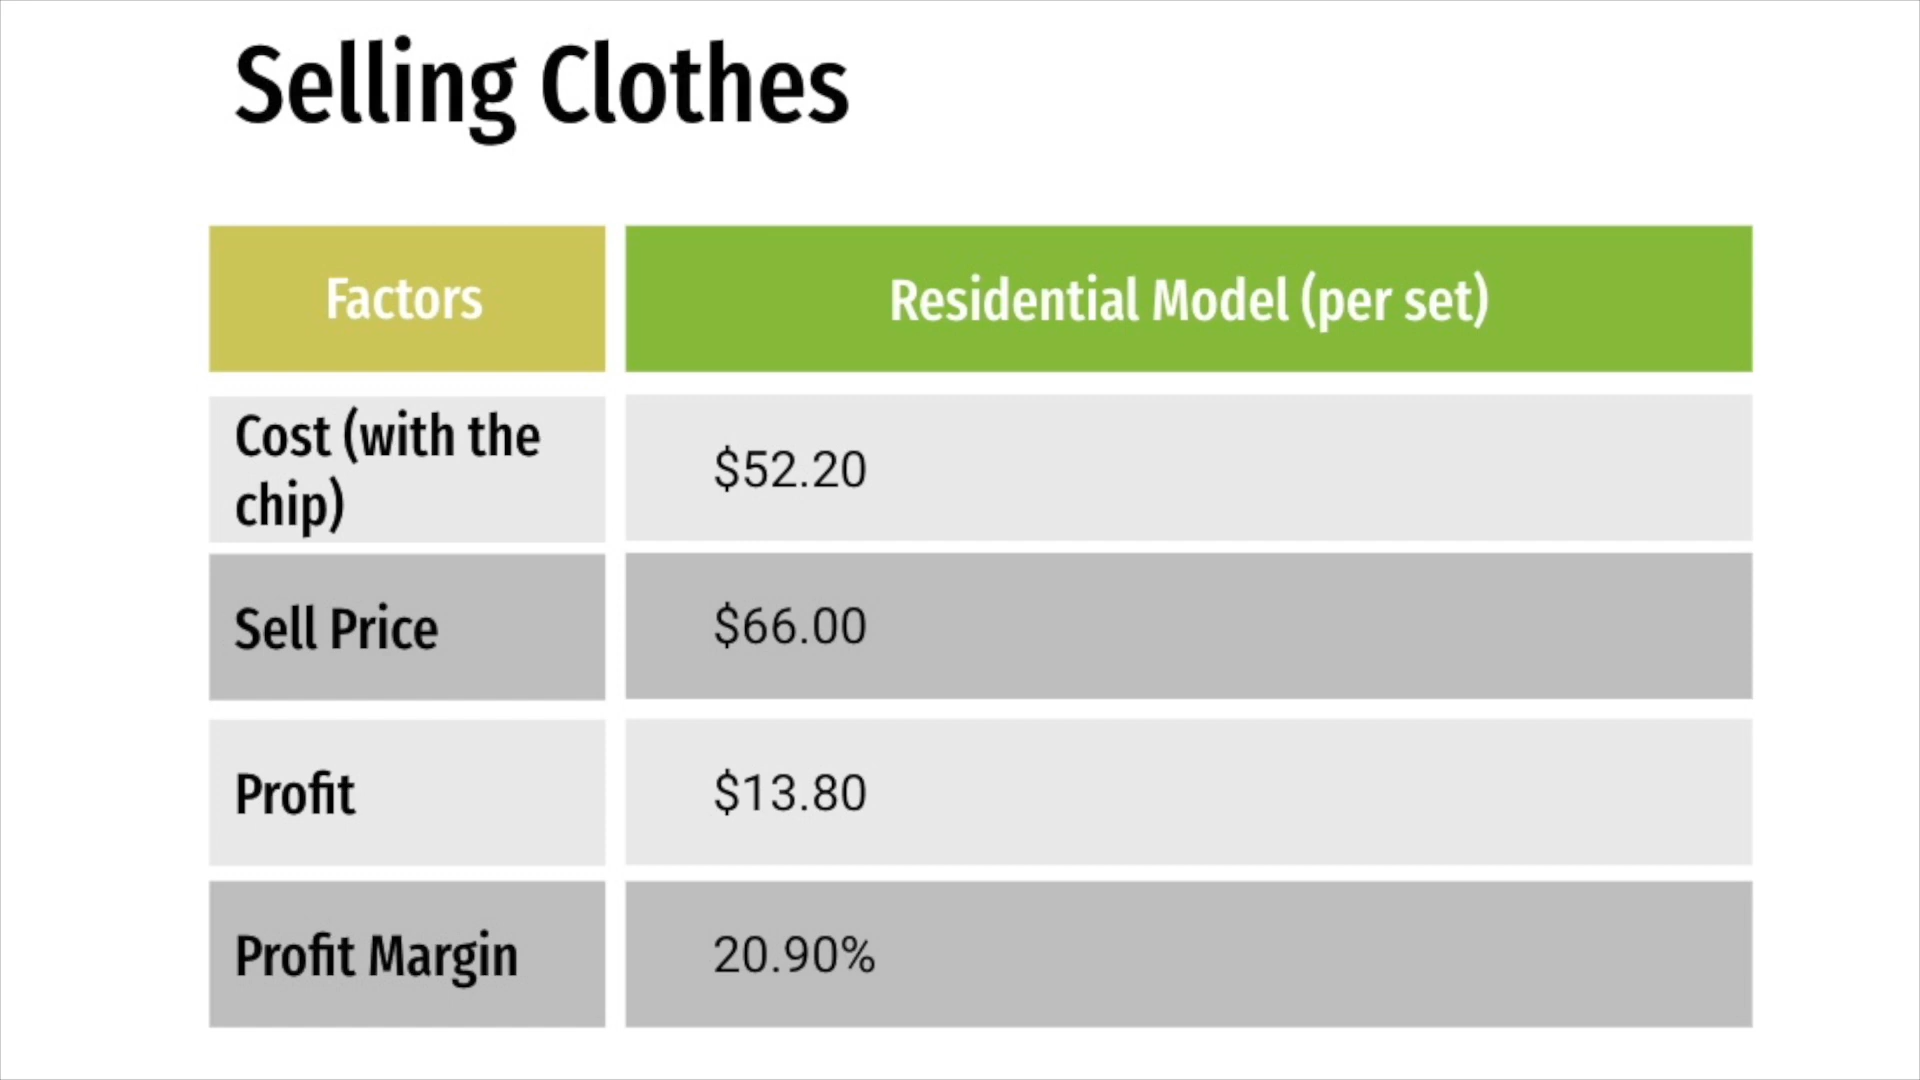 Selling Clothes
Factors
Residential Model (per set)
Cost (with the
chip)
$52.20
Sell Price
$66.00
Profit
$13.80
Profit Margin
20.90%